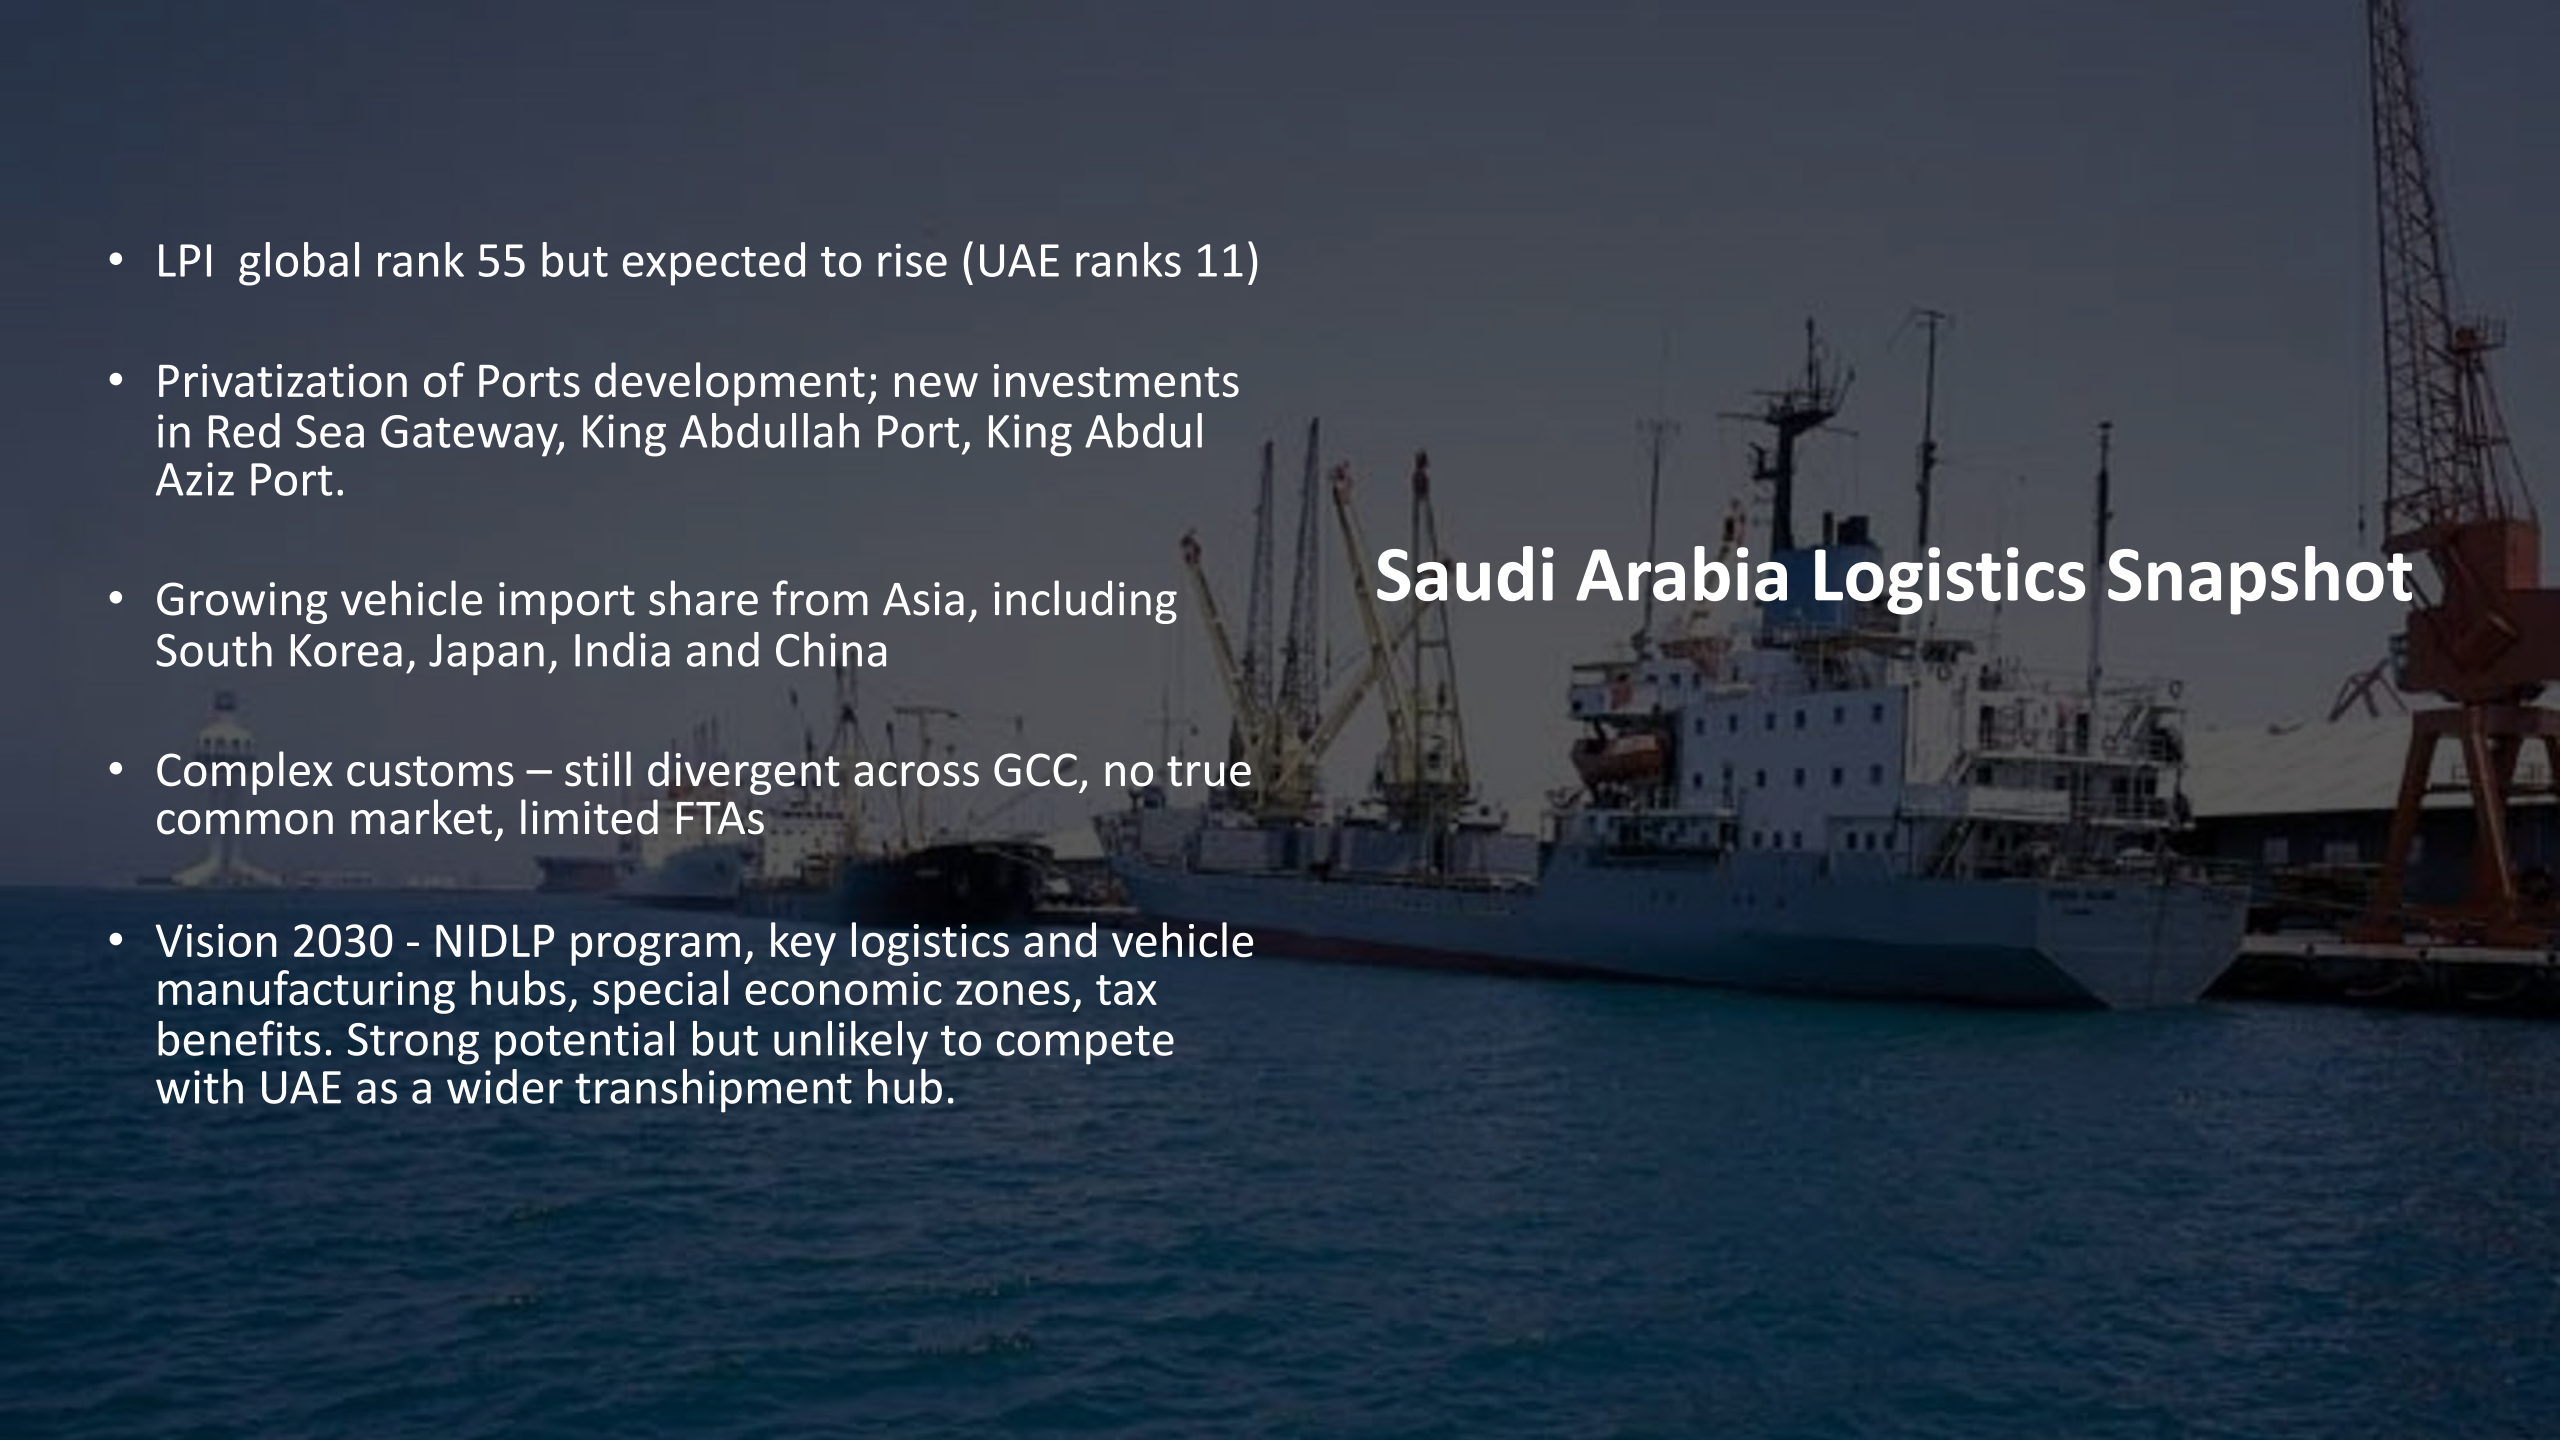 • LPI  global rank 55 but expected to rise (UAE ranks 11)
• Privatization of Ports development; new investments
in Red Sea Gateway, King Abdullah Port, King Abdul
Aziz Port.
• Growing vehicle import share from Asia, including
South Korea, Japan, India and China
• Complex customs – still divergent across GCC, no true
common market, limited FTAs
• Vision 2030 - NIDLP program, key logistics and vehicle
manufacturing hubs, special economic zones, tax
benefits. Strong potential but unlikely to compete
with UAE as a wider transhipment hub.
Saudi Arabia Logistics Snapshot